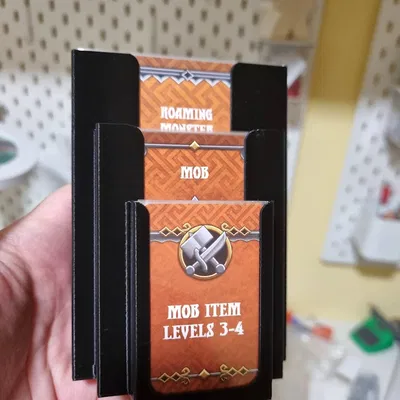 ROAMING
MONSTER
MOB
MOB ITEM
LEVELS 3-4